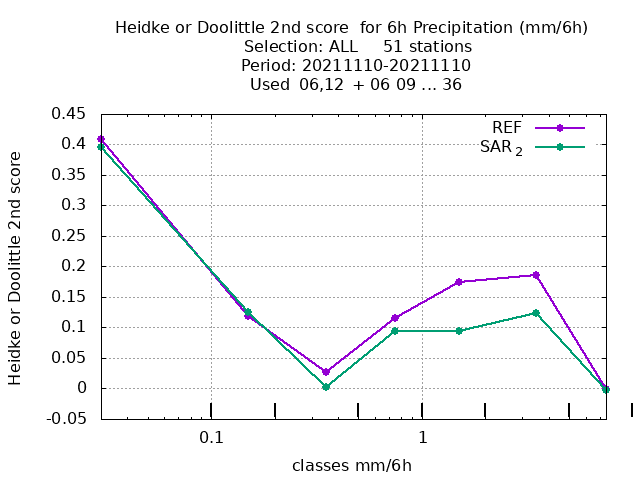 Heidke or Doolittle 2nd score  for 6h Precipitation (mm/6h)
Selection: ALL     51 stations
Period: 20211110-20211110
Used  06,12  + 06 09 ... 36
REF
SAR 2
0.45
0.4
0.35
0.3
0.25
0.2
0.15
0.1
0.05
0
-0.05
Heidke or Doolittle 2nd score
0.1
1
classes mm/6h